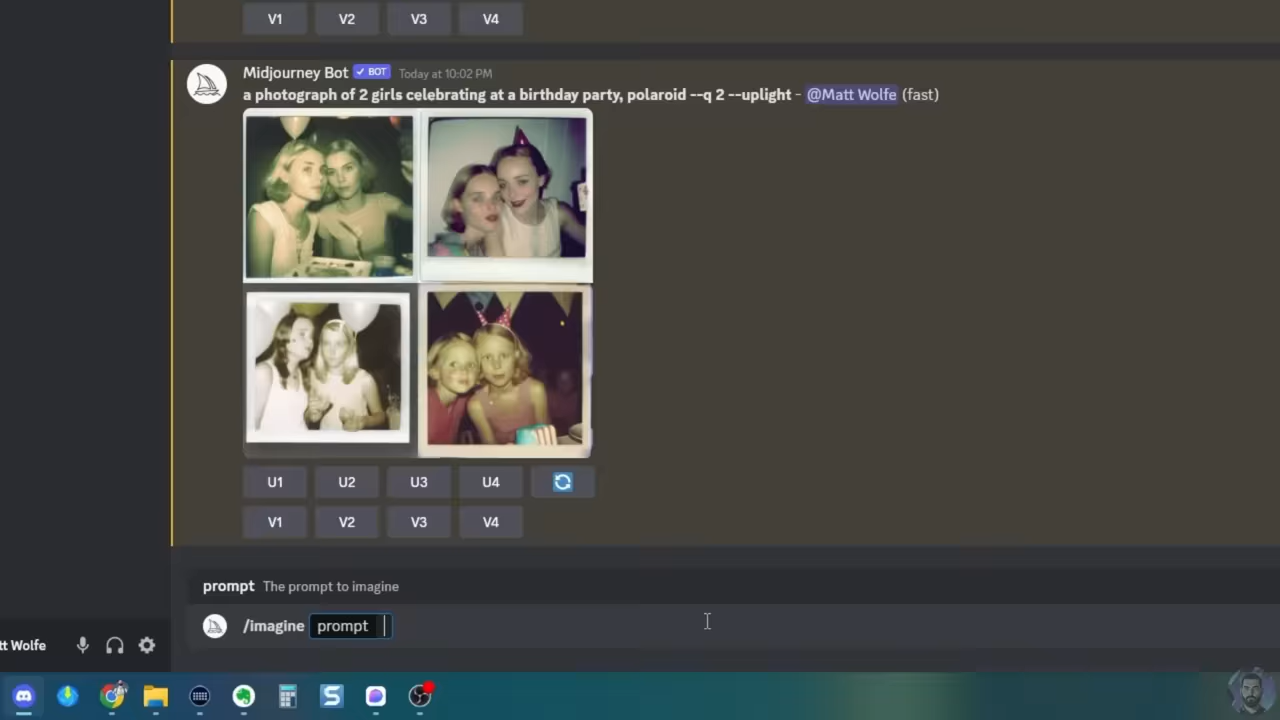 V1 V2 V3 V4
Midjourney Bot ✓ BOT Today at 10:02 PM
a photograph of 2 girls celebrating at a birthday party, polaroid --q 2 --uplight - @Matt Wolfe (fast)
U1 U2 U3 U4
V1 V2 V3 V4
prompt The prompt to imagine
/imagine prompt
tt Wolfe
S